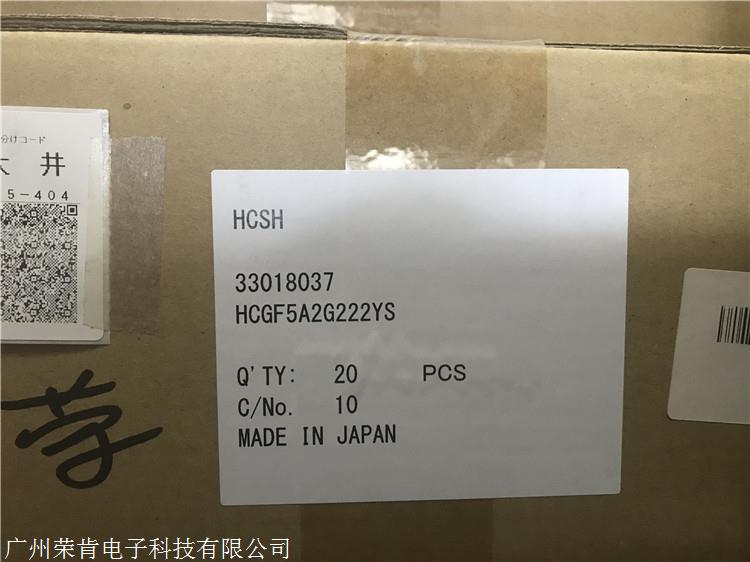 HCSH
33018037
HCGF5A2G222YS
Q'TY: 20 PCS
C/No. 10
MADE IN JAPAN
分けコード
大井
5-404
广州荣肯电子科技有限公司